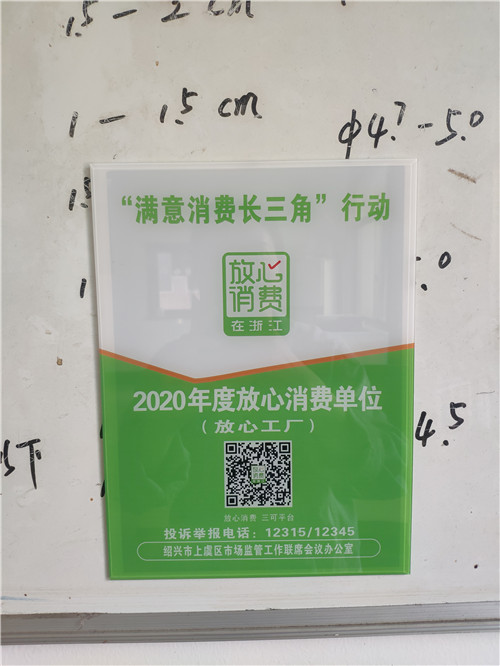 1.5 - 2 cm
1 - 1.5 cm
φ4.7-5.0
“满意消费长三角”行动
放心
消费
在浙江
2020年度放心消费单位
（放心工厂）
放心消费 三可平台
投诉举报电话：12315/12345
绍兴市上虞区市场监管工作联席会议办公室
4.5
下